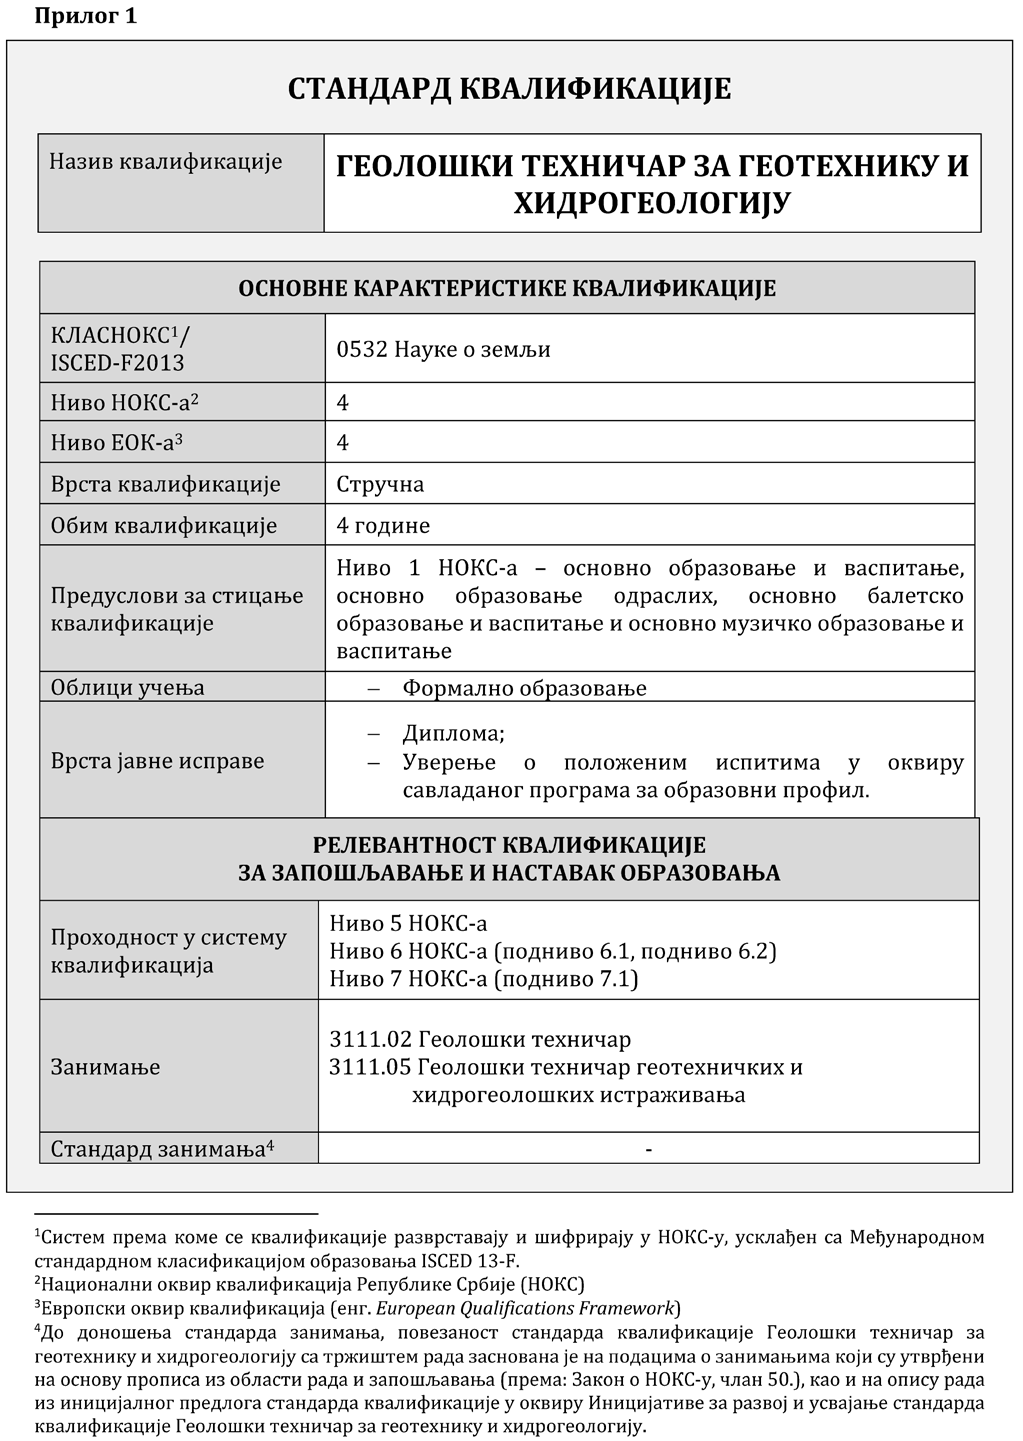 Прилог 1
СТАНДАРД КВАЛИФИКАЦИЈЕ
Назив квалификације
ГЕОЛОШКИ ТЕХНИЧАР ЗА ГЕОТЕХНИКУ И
ХИДРОГЕОЛОГИЈУ
ОСНОВНЕ КАРАКТЕРИСТИКЕ КВАЛИФИКАЦИЈЕ
КЛАСНОКС¹/
ISCED-F2013
0532 Науке о земљи
Ниво НОКС-а²
4
Ниво ЕОК-а³
4
Врста квалификације
Стручна
Обим квалификације
4 године
Предуслови за стицање
квалификације
Ниво 1 НОКС-а – основно образовање и васпитање,
основно образовање одраслих, основно балетско
образовање и васпитање и основно музичко образовање и
васпитање
Облици учења
– Формално образовање
Врста јавне исправе
– Диплома;
– Уверење о положеним испитима у оквиру
савладаног програма за образовни профил.
РЕЛЕВАНТНОСТ КВАЛИФИКАЦИЈЕ
ЗА ЗАПОШЉАВАЊЕ И НАСТАВАК ОБРАЗОВАЊА
Проходност у систему
квалификација
Ниво 5 НОКС-а
Ниво 6 НОКС-а (подниво 6.1, подниво 6.2)
Ниво 7 НОКС-а (подниво 7.1)
Занимање
3111.02 Геолошки техничар
3111.05 Геолошки техничар геотехничких и
хидрогеолошких истраживања
Стандард занимања⁴
-
¹Систем према коме се квалификације разврставају и шифрирају у НОКС-у, усклађен са Међународном
стандардном класификацијом образовања ISCED 13-F.
²Национални оквир квалификација Републике Србије (НОКС)
³Европски оквир квалификација (енг. European Qualifications Framework)
⁴До доношења стандарда занимања, повезаност стандарда квалификације Геолошки техничар за
геотехнику и хидрогеологију са тржиштем рада заснована је на подацима о занимањима који су утврђени
на основу прописа из области рада и запошљавања (према: Закон о НОКС-у, члан 50.), као и на опису рада
из иницијалног предлога стандарда квалификације у оквиру Иницијативе за развој и усвајање стандарда
квалификације Геолошки техничар за геотехнику и хидрогеологију.